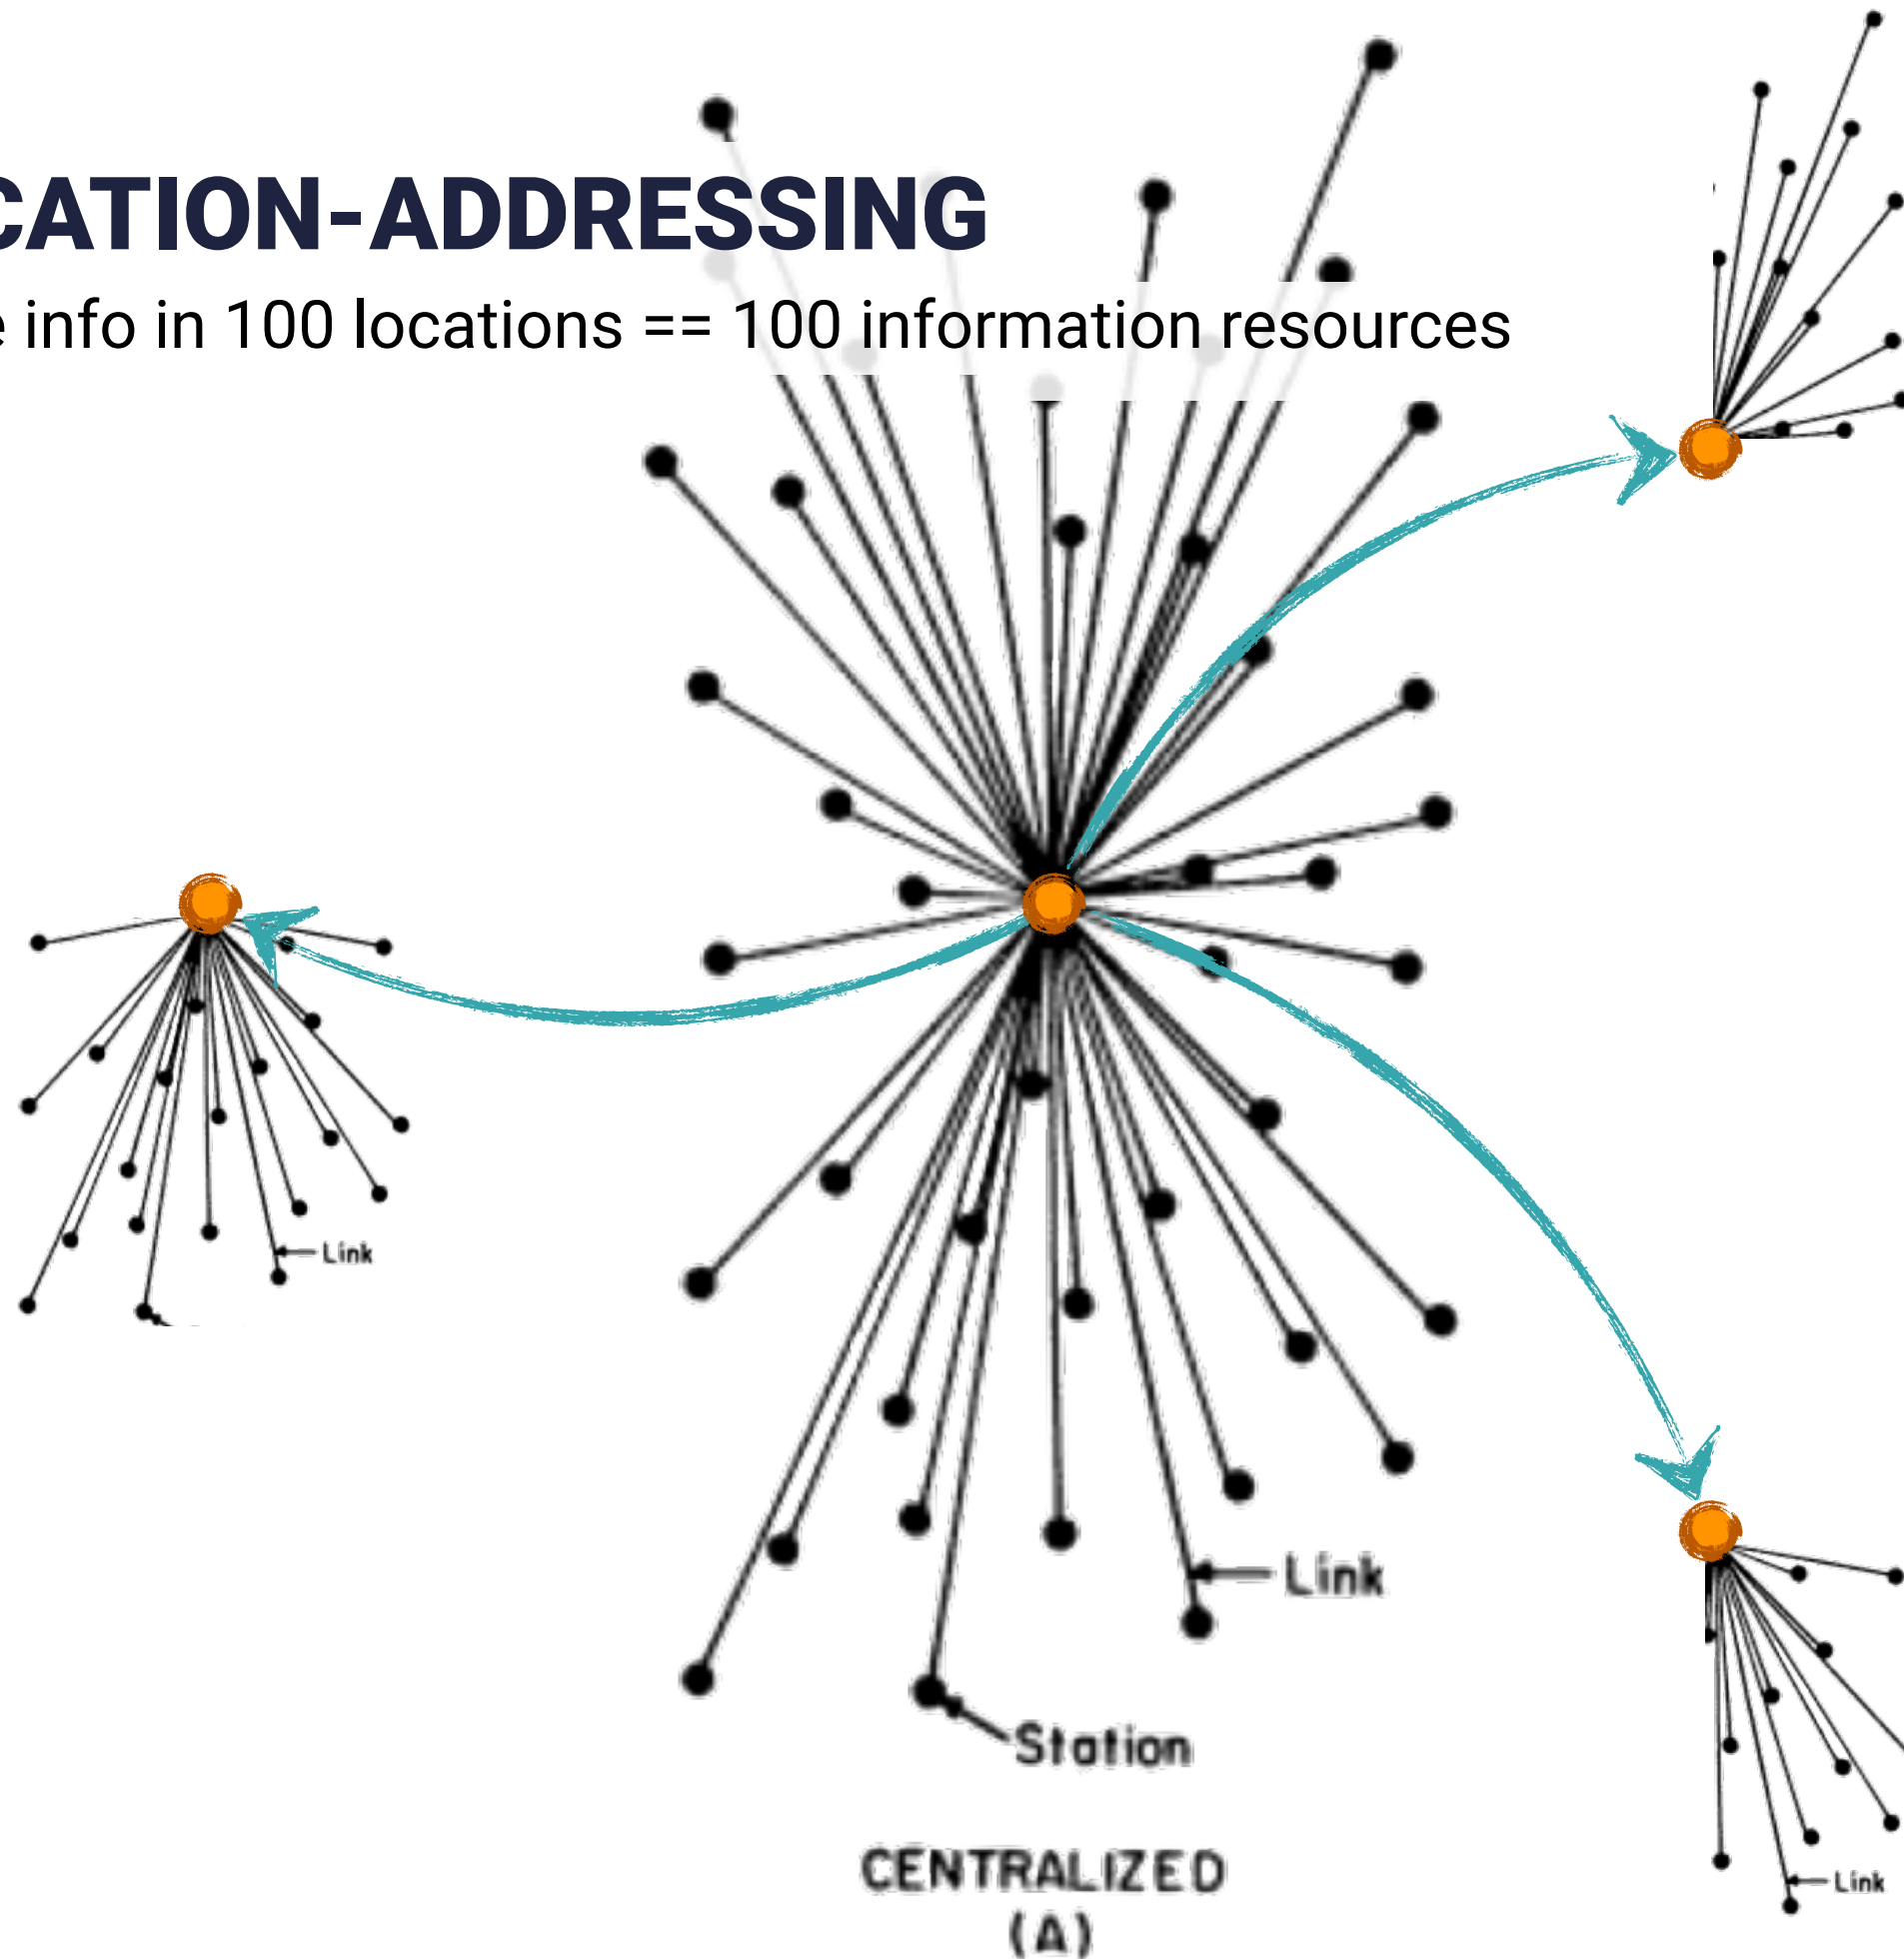 CATION-ADDRESSING
e info in 100 locations == 100 information resources
Link
Link
Station
Link
CENTRALIZED
(A)